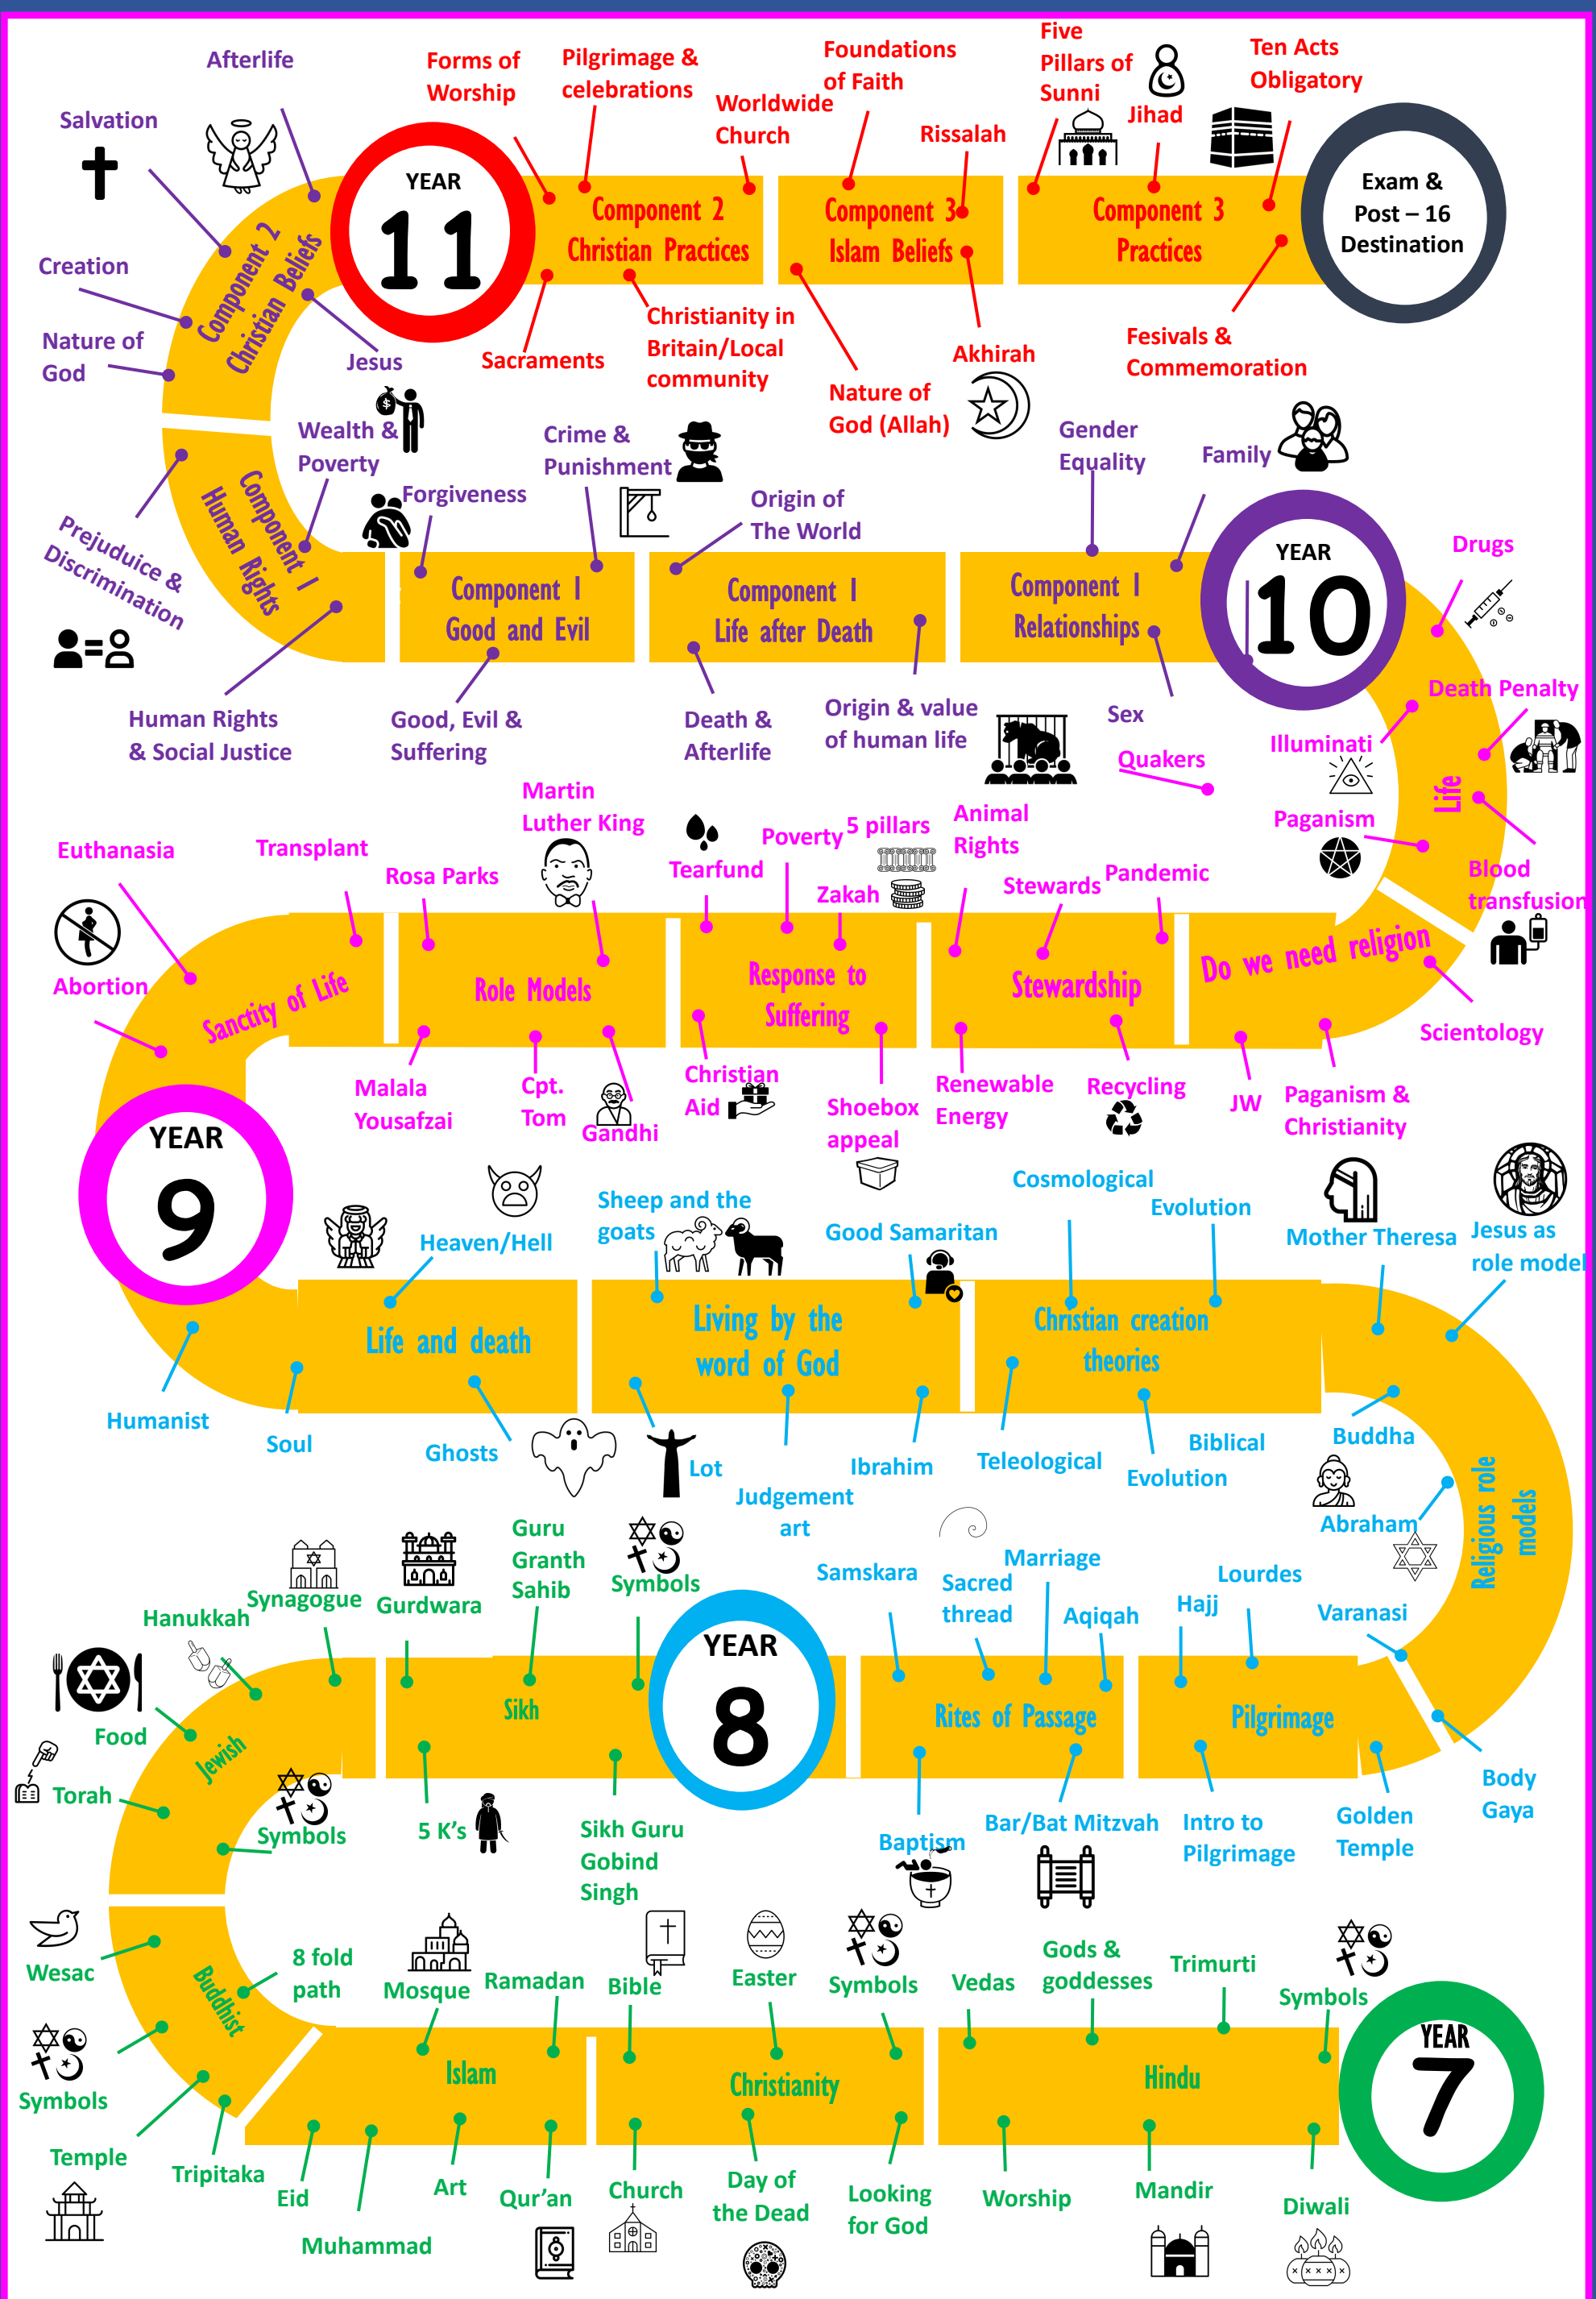 Afterlife
Salvation
Creation
Nature of
God
Jesus
Component 2
Christian Beliefs
YEAR
11
Forms of
Worship
Pilgrimage &
celebrations
Worldwide
Church
Component 2
Christian Practices
Sacraments
Christianity in
Britain/Local
community
Foundations
of Faith
Rissalah
Component 3
Islam Beliefs
Nature of
God (Allah)
Akhirah
Five
Pillars of
Sunni
Jihad
Ten Acts
Obligatory
Component 3
Practices
Fesivals &
Commemoration
Exam &
Post – 16
Destination
Wealth &
Poverty
Component 1
Human Rights
Prejuduice &
Discrimination
Human Rights
& Social Justice
Forgiveness
Crime &
Punishment
Component 1
Good and Evil
Good, Evil &
Suffering
Origin of
The World
Component 1
Life after Death
Death &
Afterlife
Origin & value
of human life
Gender
Equality
Family
Component 1
Relationships
Sex
YEAR
10
Drugs
Death Penalty
Illuminati
Life
Paganism
Blood
transfusion
Quakers
Do we need religion
Scientology
JW
Paganism &
Christianity
Animal
Rights
Stewards
Pandemic
Stewardship
Renewable
Energy
Recycling
Tearfund
Poverty
5 pillars
Zakah
Response to
Suffering
Christian
Aid
Shoebox
appeal
Rosa Parks
Martin
Luther King
Role Models
Malala
Yousafzai
Cpt.
Tom
Gandhi
Euthanasia
Transplant
Abortion
Sanctity of Life
YEAR
9
Humanist
Soul
Heaven/Hell
Life and death
Ghosts
Sheep and the
goats
Good Samaritan
Living by the
word of God
Lot
Judgement
art
Ibrahim
Cosmological
Evolution
Christian creation
theories
Teleological
Evolution
Biblical
Mother Theresa
Jesus as
role model
Buddha
Abraham
Religious role
models
Varanasi
Body
Gaya
Golden
Temple
Hajj
Lourdes
Pilgrimage
Intro to
Pilgrimage
Samskara
Sacred
thread
Marriage
Aqiqah
Rites of Passage
Baptism
Bar/Bat Mitzvah
YEAR
8
Gurdwara
Guru
Granth
Sahib
Symbols
Sikh
5 K's
Sikh Guru
Gobind
Singh
Synagogue
Hanukkah
Food
Torah
Jewish
Symbols
Wesac
8 fold
path
Buddhist
Symbols
Temple
Tripitaka
Mosque
Ramadan
Islam
Eid
Muhammad
Art
Qur'an
Bible
Easter
Symbols
Christianity
Church
Day of
the Dead
Looking
for God
Vedas
Gods &
goddesses
Trimurti
Symbols
Hindu
Worship
Mandir
Diwali
YEAR
7